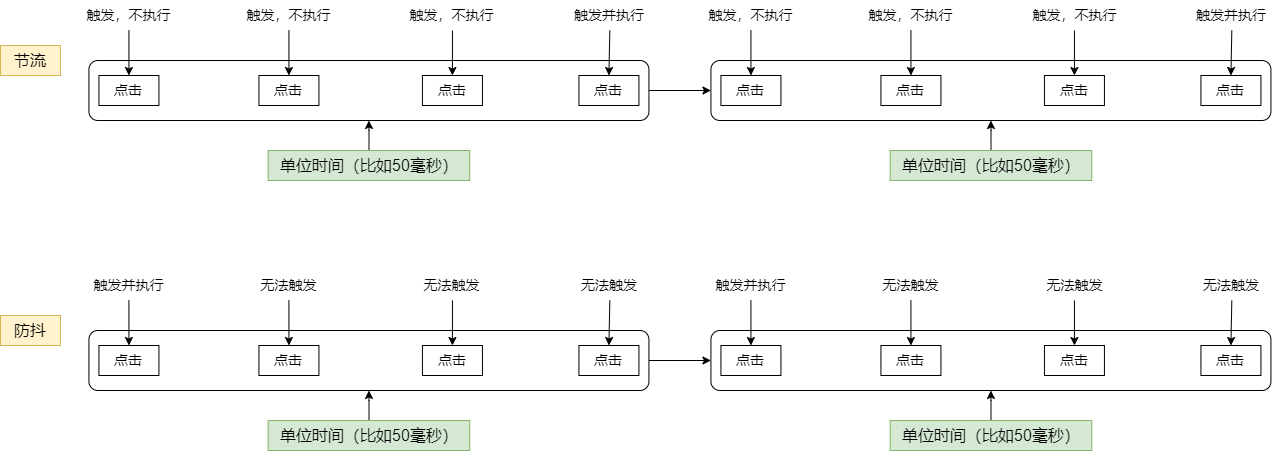 触发，不执行 触发，不执行 触发，不执行 触发并执行 触发，不执行 触发，不执行 触发，不执行 触发并执行
节流
点击 点击 点击 点击 点击 点击 点击 点击
单位时间（比如50毫秒） 单位时间（比如50毫秒）
触发并执行 无法触发 无法触发 无法触发 触发并执行 无法触发 无法触发 无法触发
防抖
点击 点击 点击 点击 点击 点击 点击 点击
单位时间（比如50毫秒） 单位时间（比如50毫秒）